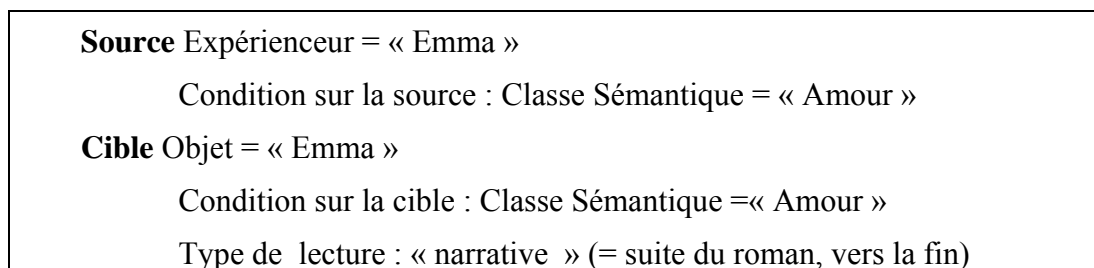 Source Expérienceur = « Emma »
Condition sur la source : Classe Sémantique = « Amour »
Cible Objet = « Emma »
Condition sur la cible : Classe Sémantique =« Amour »
Type de  lecture : « narrative  » (= suite du roman, vers la fin)